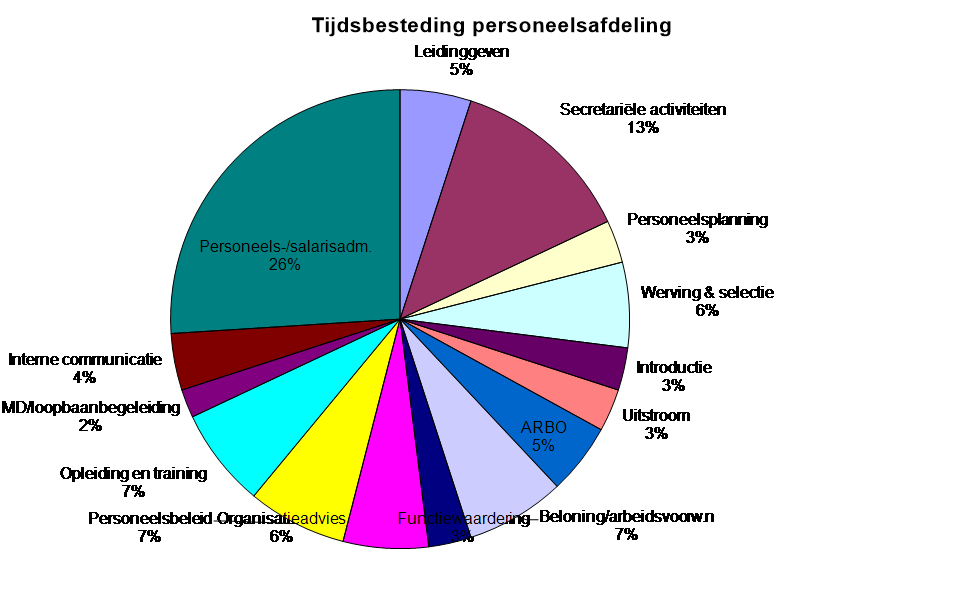 Tijdsbesteding personeelsafdeling
Leidinggeven
5%
Secretariële activiteiten
13%
Personeelsplanning
3%
Werving & selectie
6%
Introductie
3%
Uitstroom
3%
ARBO
5%
Beloning/arbeidsvoorw.n
7%
Functiewaardering
3%
Organisatieadvies
6%
Personeelsbeleid
7%
Opleiding en training
7%
MD/loopbaanbegeleiding
2%
Interne communicatie
4%
Personeels-/salarisadm.
26%